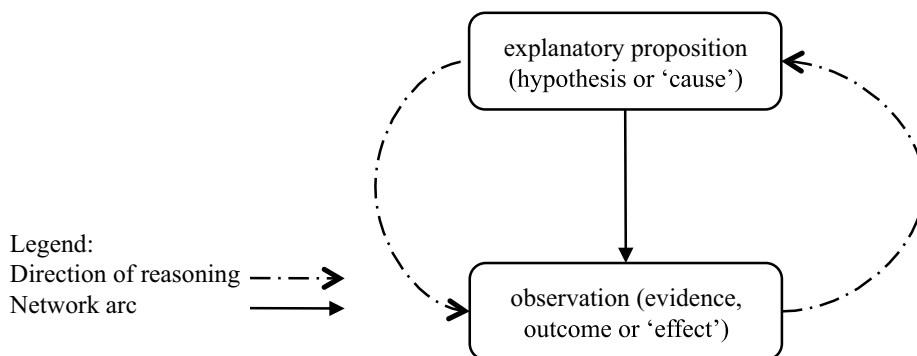 explanatory proposition
(hypothesis or ‘cause’)
Legend:
Direction of reasoning
Network arc
observation (evidence,
outcome or ‘effect’)